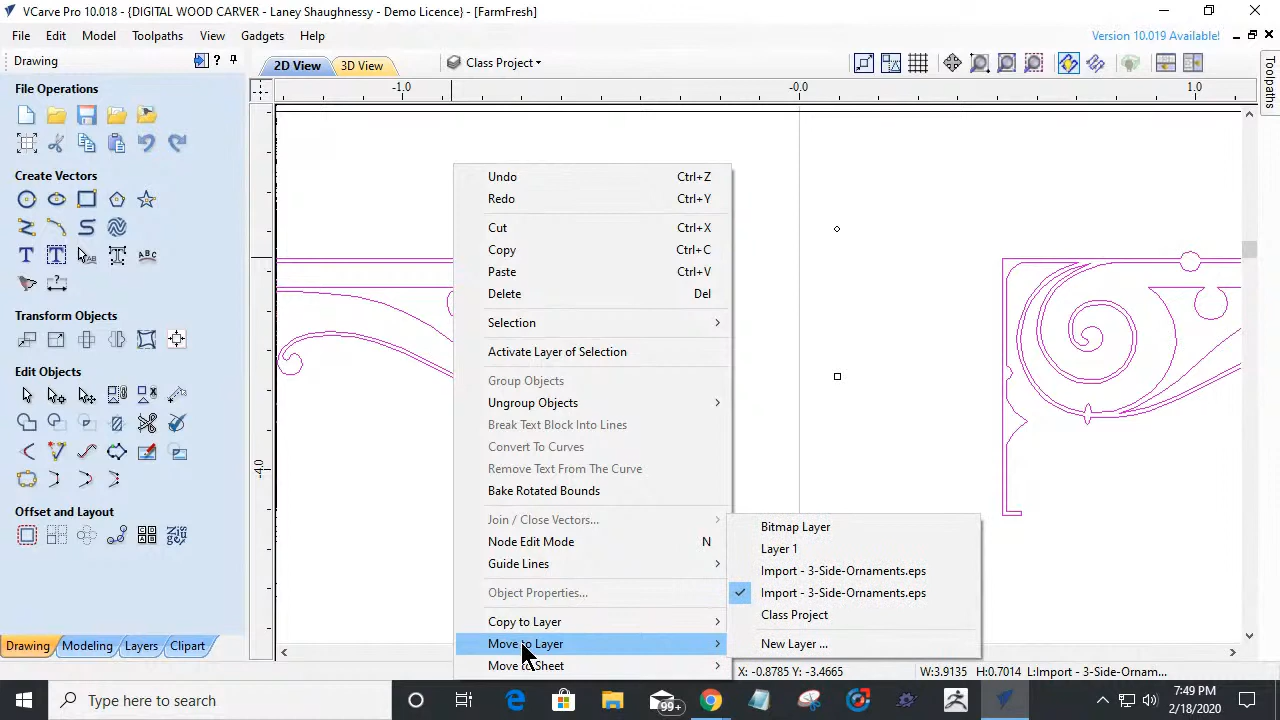 VCarve Pro 10.018 - {DIGITAL WOOD CARVER - Laney Shaughnessy - Demo Licence} - [FarmFresh]
File Edit Model Toolpaths View Gadgets Help Version 10.019 Available!
Drawing
2D View 3D View Class Project
Toolpaths
File Operations
-1.0 -0.0 1.0
Create Vectors
ABC
Transform Objects
Edit Objects
-4.0
Offset and Layout
Undo Ctrl+Z
Redo Ctrl+Y
Cut Ctrl+X
Copy Ctrl+C
Paste Ctrl+V
Delete Del
Selection
Activate Layer of Selection
Group Objects
Ungroup Objects
Break Text Block Into Lines
Convert To Curves
Remove Text From The Curve
Bake Rotated Bounds
Join / Close Vectors...
Node Edit Mode N
Guide Lines
Object Properties...
Copy to Layer
Move to Layer
Move to Sheet
Bitmap Layer
Layer 1
Import - 3-Side-Ornaments.eps
Import - 3-Side-Ornaments.eps
Class Project
New Layer ...
Drawing Modeling Layers Clipart
X: -0.8785 Y: -3.4665 W:3.9135 H:0.7014 L:Import - 3-Side-Ornam...
Type here to search
99+
7:49 PM
2/18/2020